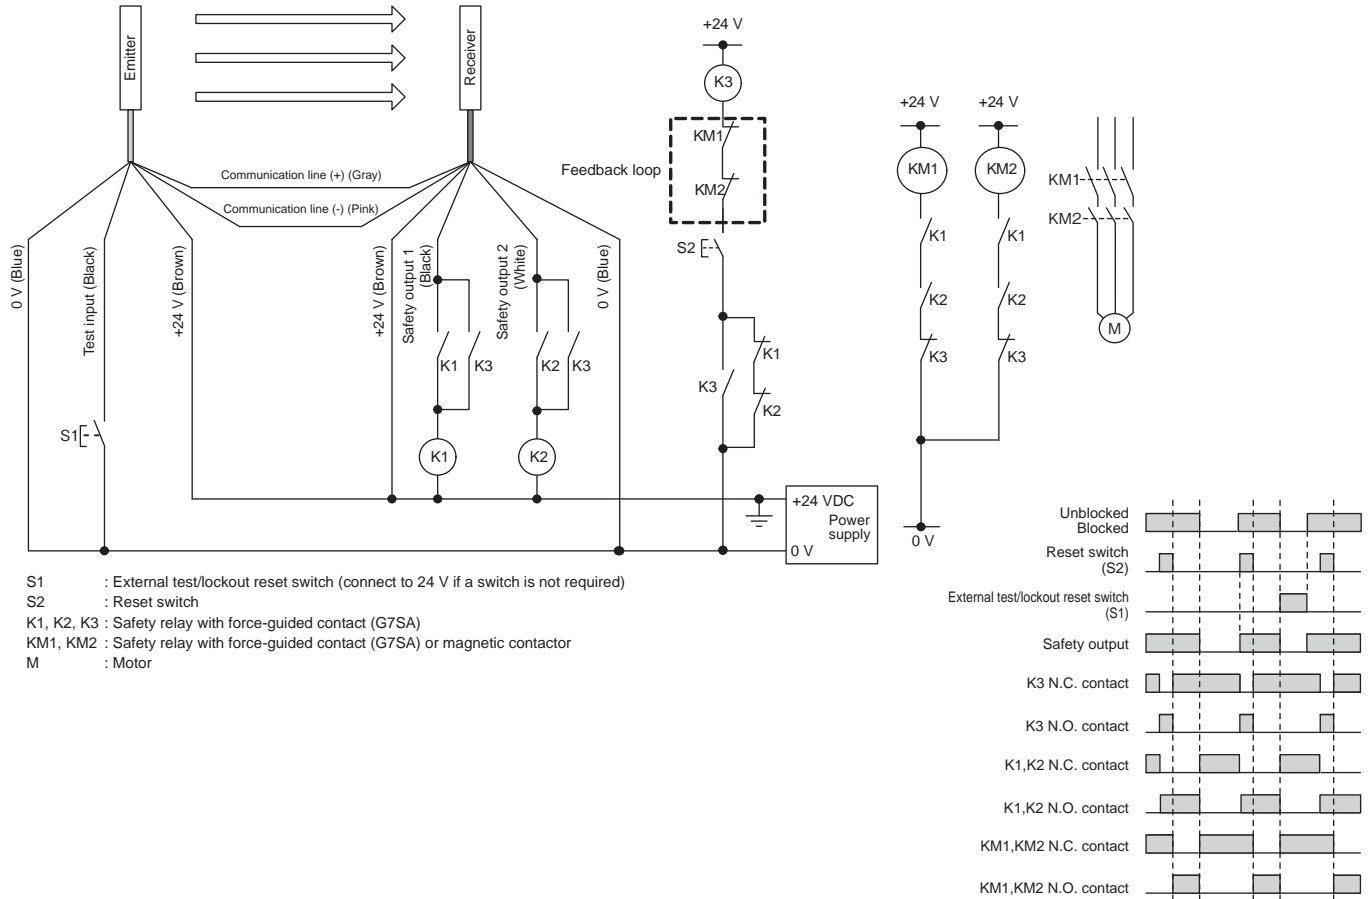 Emitter
Receiver
Communication line (+) (Gray)
Communication line (-) (Pink)
0 V (Blue)
Test input (Black)
+24 V (Brown)
+24 V (Brown)
Safety output 1
(Black)
Safety output 2
(White)
0 V (Blue)
S1
K1
K3
K2
K3
K1
K2
+24 V
K3
KM1
Feedback loop
KM2
S2
K1
K3
K2
+24 VDC
Power
supply
0 V
+24 V
+24 V
KM1
KM2
K1
K1
K2
K2
K3
K3
0 V
KM1
KM2
M
S1 : External test/lockout reset switch (connect to 24 V if a switch is not required)
S2 : Reset switch
K1, K2, K3 : Safety relay with force-guided contact (G7SA)
KM1, KM2 : Safety relay with force-guided contact (G7SA) or magnetic contactor
M : Motor
Unblocked
Blocked
Reset switch
(S2)
External test/lockout reset switch
(S1)
Safety output
K3 N.C. contact
K3 N.O. contact
K1,K2 N.C. contact
K1,K2 N.O. contact
KM1,KM2 N.C. contact
KM1,KM2 N.O. contact